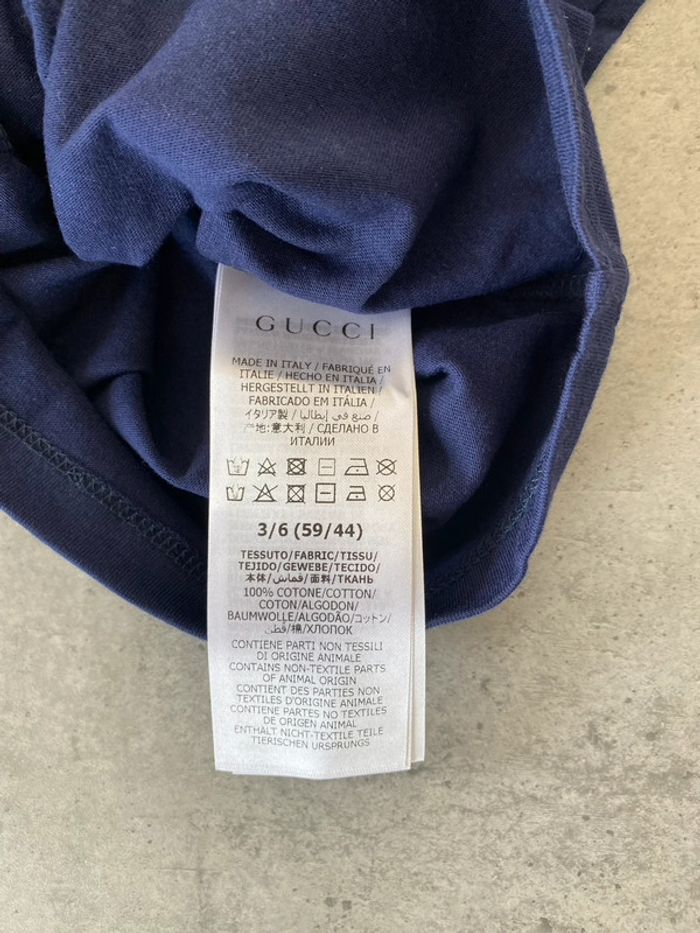 GUCCI
MADE IN ITALY / FABRIQUÉ EN
ITALIE / HECHO EN ITALIA /
HERGESTELLT IN ITALIEN /
FABRICADO EM ITÁLIA /
イタリア製 / صنع في إيطاليا /
产地:意大利 / СДЕЛАНО В
ИТАЛИИ
3/6 (59/44)
TESSUTO/FABRIC/TISSU/
TEJIDO/GEWEBE/TECIDO/
本体/قماش/面料/ТКАНЬ
100% COTONE/COTTON/
COTON/ALGODON/
BAUMWOLLE/ALGODÃO/コットン/
قطن/棉/ХЛОПОК
CONTIENE PARTI NON TESSILI
DI ORIGINE ANIMALE
CONTAINS NON-TEXTILE PARTS
OF ANIMAL ORIGIN
CONTIENT DES PARTIES NON
TEXTILES D'ORIGINE ANIMALE
CONTIENE PARTES NO TEXTILES
DE ORIGEN ANIMAL
ENTHÄLT NICHT-TEXTILE TEILE
TIERISCHEN URSPRUNGS